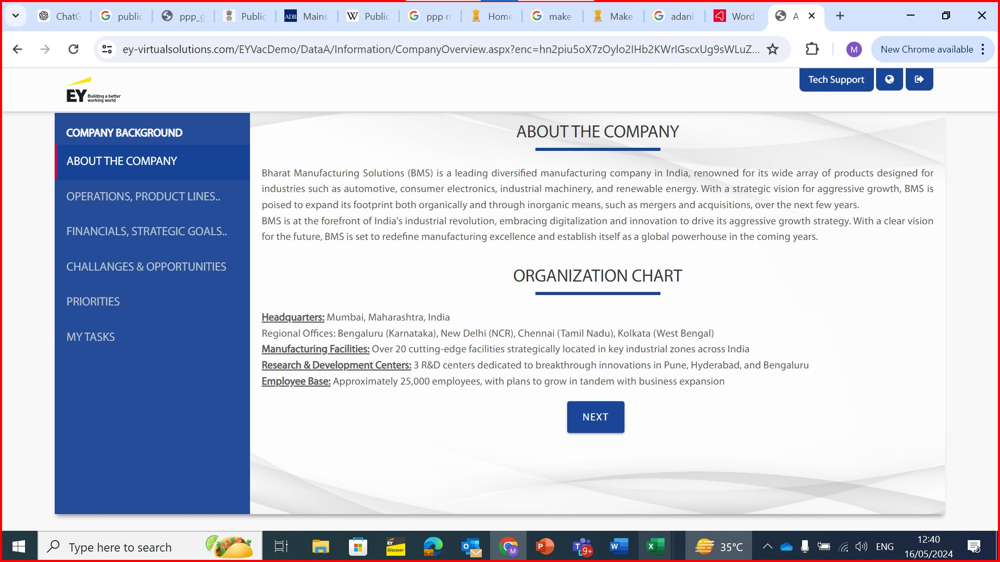 ChatG
public
ppp_g
Public
ADB Mains
W Public
ppp ro
Home
make
Make
adani
Word
A
ey-virtualsolutions.com/EYVacDemo/DataA/Information/CompanyOverview.aspx?enc=hn2piu5oX7zOylo2IHb2KWrIGscxUg9sWLuZ...
M
New Chrome available
EY Building a better
working world
Tech Support
COMPANY BACKGROUND
ABOUT THE COMPANY
OPERATIONS, PRODUCT LINES..
FINANCIALS, STRATEGIC GOALS..
CHALLANGES & OPPORTUNITIES
PRIORITIES
MY TASKS
ABOUT THE COMPANY
Bharat Manufacturing Solutions (BMS) is a leading diversified manufacturing company in India, renowned for its wide array of products designed for
industries such as automotive, consumer electronics, industrial machinery, and renewable energy. With a strategic vision for aggressive growth, BMS is
poised to expand its footprint both organically and through inorganic means, such as mergers and acquisitions, over the next few years.
BMS is at the forefront of India's industrial revolution, embracing digitalization and innovation to drive its aggressive growth strategy. With a clear vision
for the future, BMS is set to redefine manufacturing excellence and establish itself as a global powerhouse in the coming years.
ORGANIZATION CHART
Headquarters: Mumbai, Maharashtra, India
Regional Offices: Bengaluru (Karnataka), New Delhi (NCR), Chennai (Tamil Nadu), Kolkata (West Bengal)
Manufacturing Facilities: Over 20 cutting-edge facilities strategically located in key industrial zones across India
Research & Development Centers: 3 R&D centers dedicated to breakthrough innovations in Pune, Hyderabad, and Bengaluru
Employee Base: Approximately 25,000 employees, with plans to grow in tandem with business expansion
NEXT
Type here to search
EY
Discover
M
9+
35°C
ENG
12:40
16/05/2024